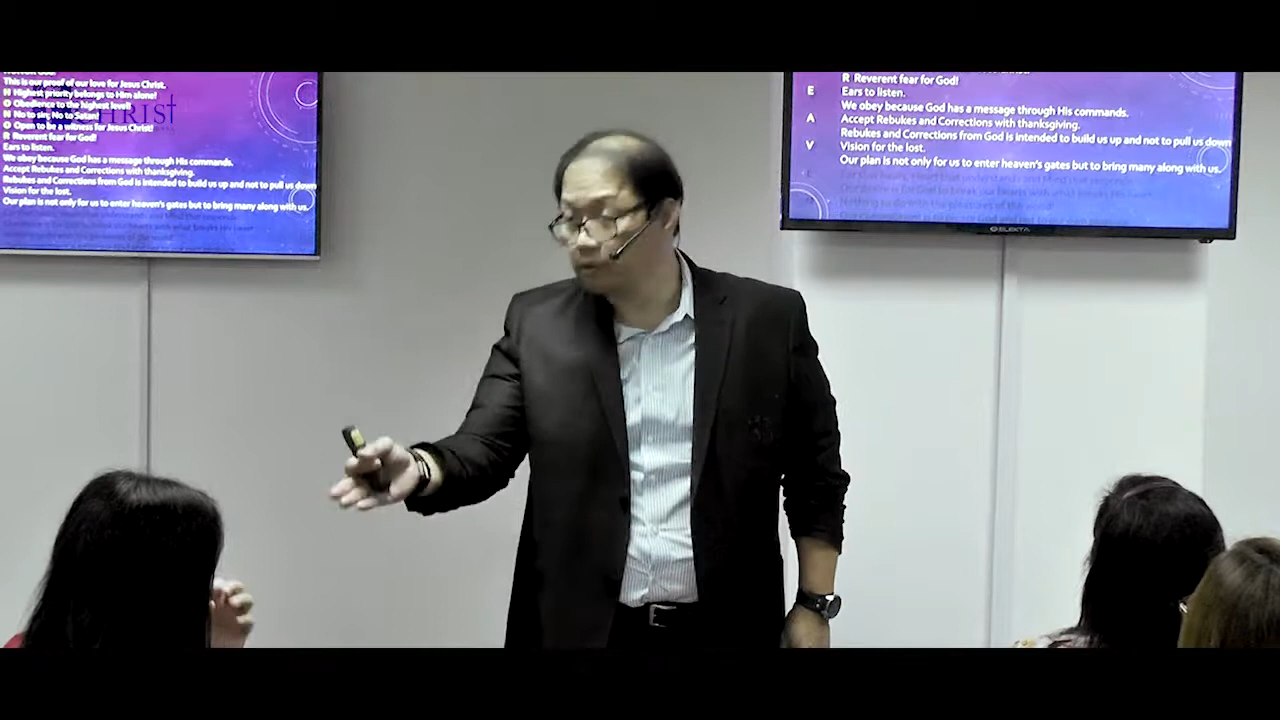 This is our proof of our love for Jesus Christ.
H Highest priority belongs to Him alone!
O Obedience to the highest level!
N No to sin; No to Satan!
O Open to be a witness for Jesus Christ!
R Reverent fear for God!
Ears to listen.
We obey because God has a message through His commands.
Accept Rebukes and Corrections with thanksgiving.
Rebukes and Corrections from God is intended to build us up and not to pull us down
Vision for the lost.
Our plan is not only for us to enter heaven's gates but to bring many along with us.
CHRIST
R Reverent fear for God!
E Ears to listen.
We obey because God has a message through His commands.
A Accept Rebukes and Corrections with thanksgiving.
Rebukes and Corrections from God is intended to build us up and not to pull us down
V Vision for the lost.
Our plan is not only for us to enter heaven's gates but to bring many along with us.
ELEKTA